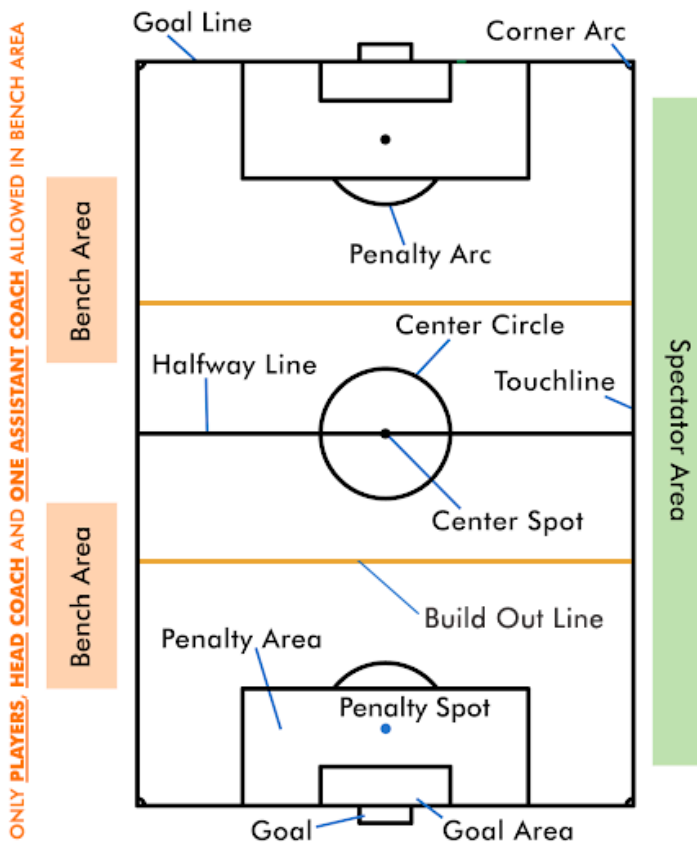 Goal Line
Corner Arc
ONLY PLAYERS, HEAD COACH AND ONE ASSISTANT COACH ALLOWED IN BENCH AREA
Bench Area
Penalty Arc
Center Circle
Halfway Line
Touchline
Spectator Area
Center Spot
Bench Area
Build Out Line
Penalty Area
Penalty Spot
Goal
Goal Area